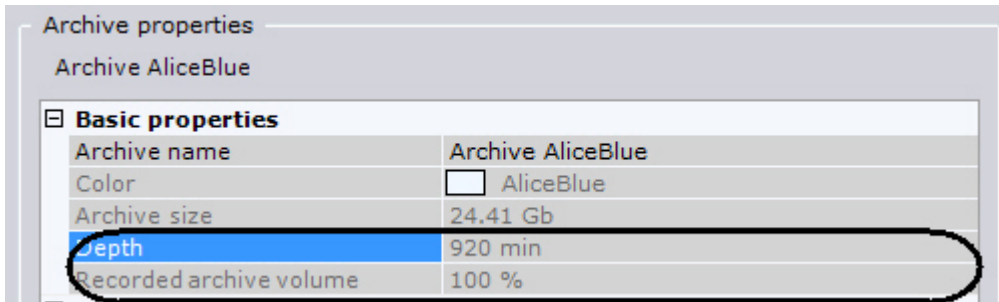 Archive properties
Archive AliceBlue
Basic properties
Archive name Archive AliceBlue
Color AliceBlue
Archive size 24.41 Gb
Depth 920 min
Recorded archive volume 100 %